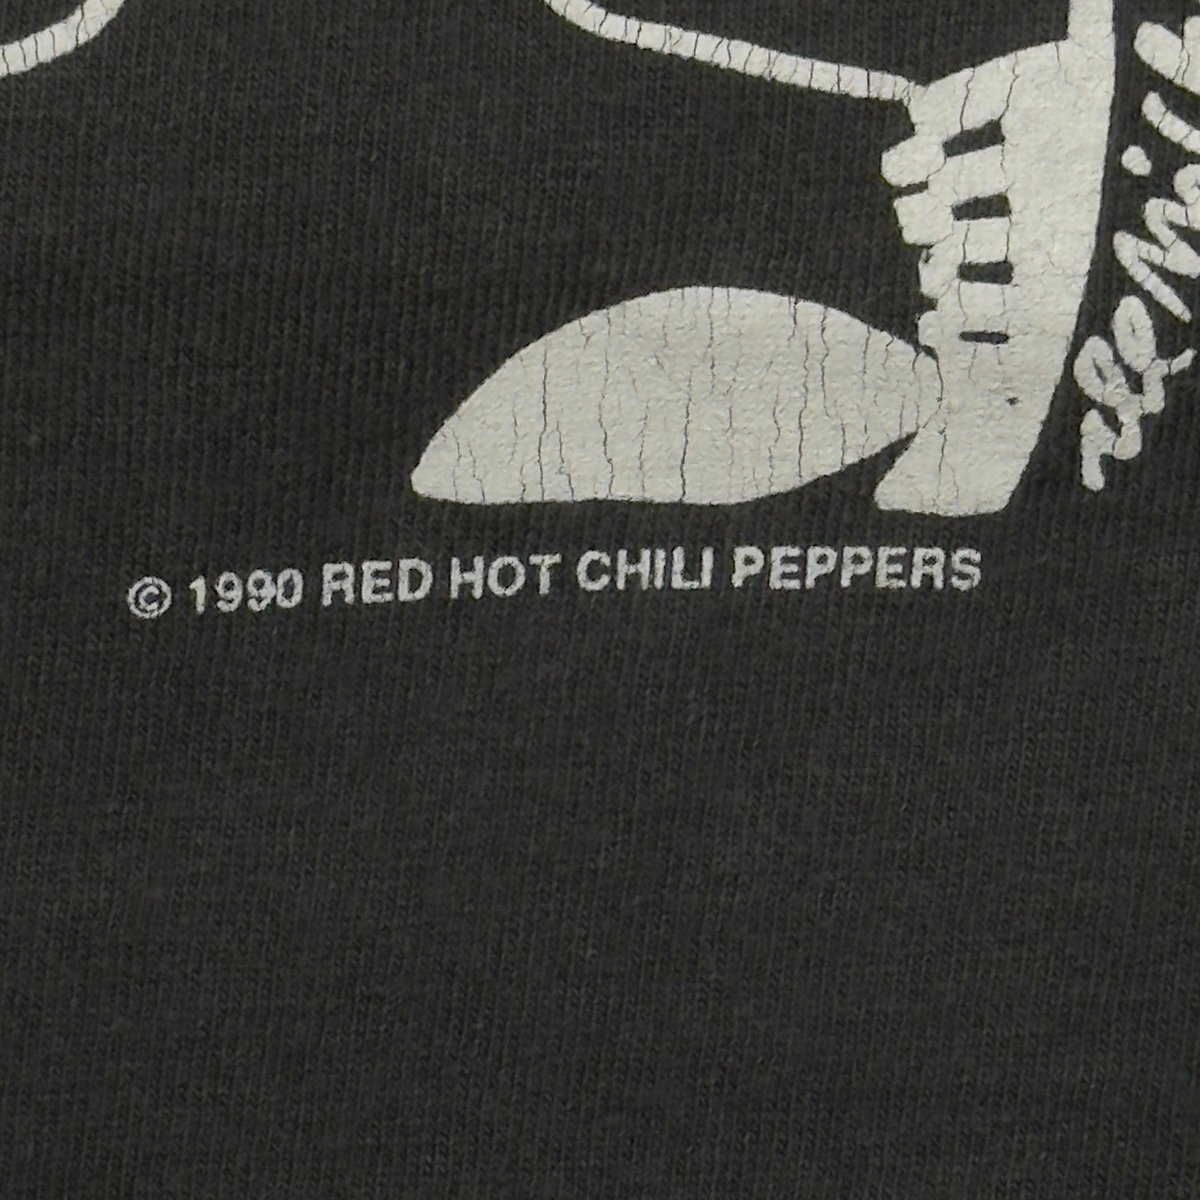 © 1990 RED HOT CHILI PEPPERS